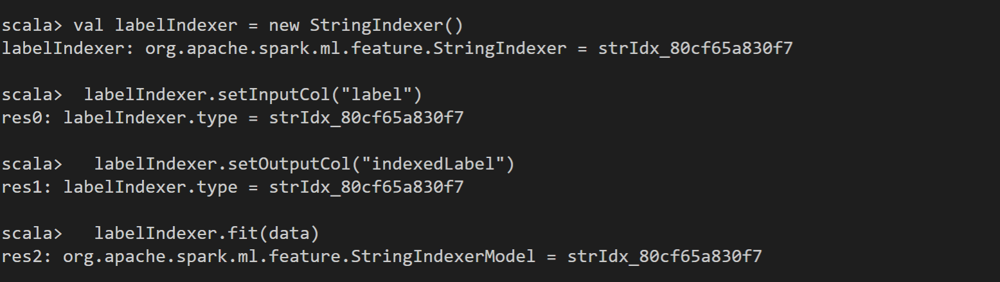 scala> val labelIndexer = new StringIndexer()
labelIndexer: org.apache.spark.ml.feature.StringIndexer = strIdx_80cf65a830f7
scala>  labelIndexer.setInputCol("label")
res0: labelIndexer.type = strIdx_80cf65a830f7
scala>   labelIndexer.setOutputCol("indexedLabel")
res1: labelIndexer.type = strIdx_80cf65a830f7
scala>   labelIndexer.fit(data)
res2: org.apache.spark.ml.feature.StringIndexerModel = strIdx_80cf65a830f7